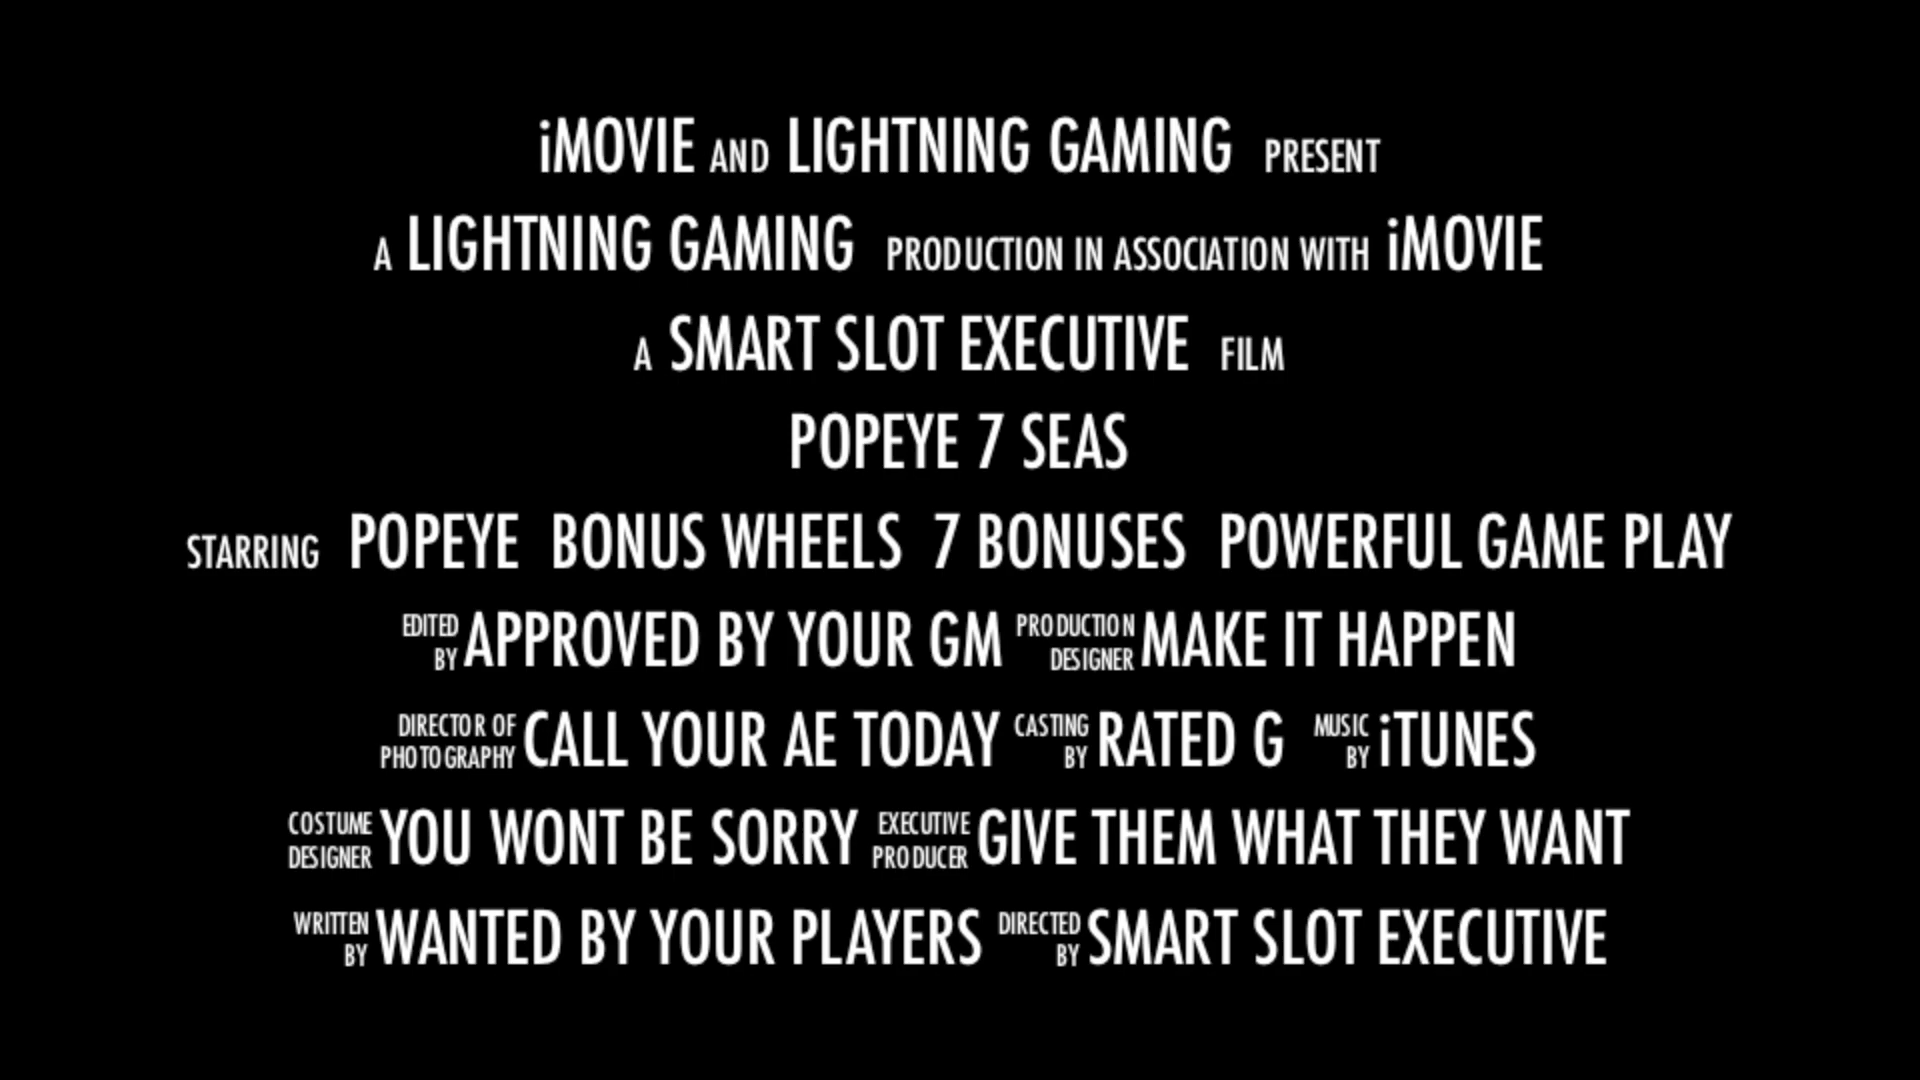 iMOVIE AND LIGHTNING GAMING PRESENT
A LIGHTNING GAMING PRODUCTION IN ASSOCIATION WITH iMOVIE
A SMART SLOT EXECUTIVE FILM
POPEYE 7 SEAS
STARRING POPEYE BONUS WHEELS 7 BONUSES POWERFUL GAME PLAY
EDITED BY APPROVED BY YOUR GM PRODUCTION DESIGNER MAKE IT HAPPEN
DIRECTOR OF PHOTOGRAPHY CALL YOUR AE TODAY CASTING BY RATED G MUSIC BY iTUNES
COSTUME DESIGNER YOU WONT BE SORRY EXECUTIVE PRODUCER GIVE THEM WHAT THEY WANT
WRITTEN BY WANTED BY YOUR PLAYERS DIRECTED BY SMART SLOT EXECUTIVE